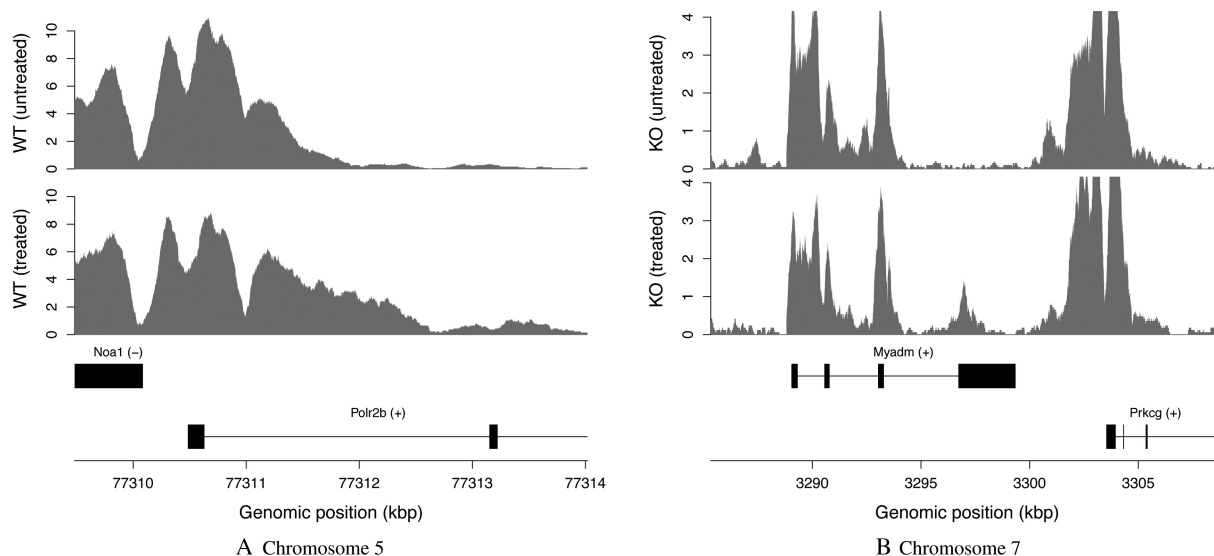 WT (untreated)
0 2 4 6 8 10
WT (treated)
0 2 4 6 8 10
Noa1 (−)
Polr2b (+)
77310 77311 77312 77313 77314
Genomic position (kbp)
A Chromosome 5
KO (untreated)
0 1 2 3 4
KO (treated)
0 1 2 3 4
Myadm (+)
Prkcg (+)
3290 3295 3300 3305
Genomic position (kbp)
B Chromosome 7